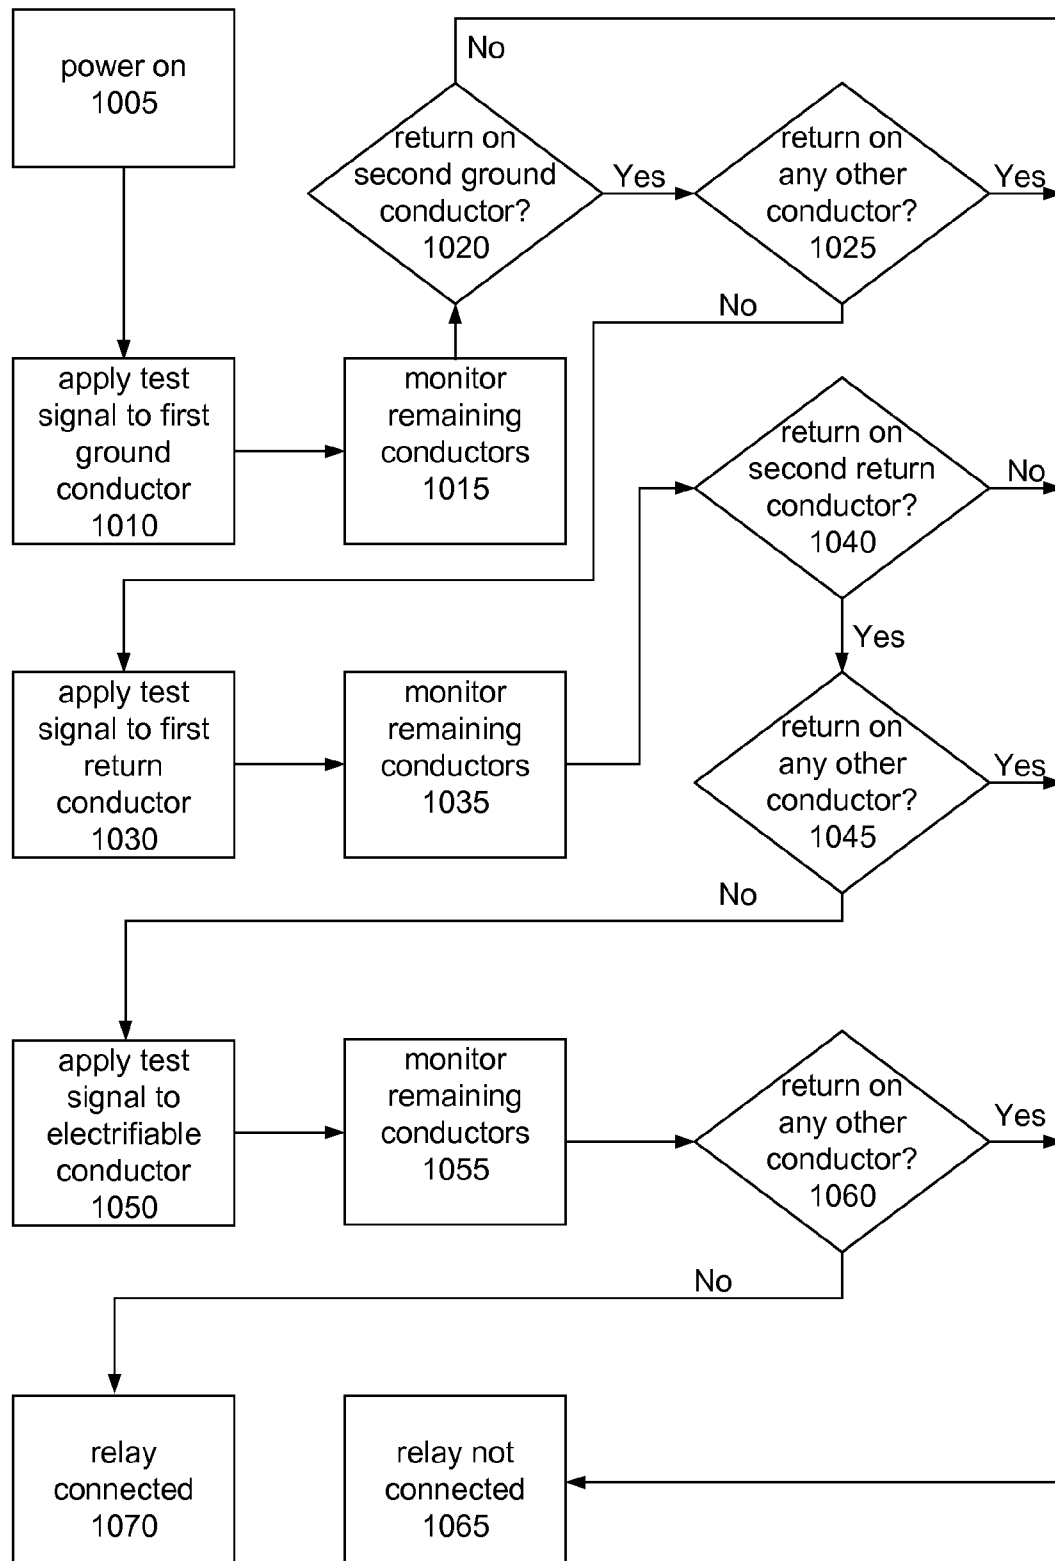 power on
1005
No
return on
second ground
conductor?
1020
Yes
return on
any other
conductor?
1025
Yes
No
apply test
signal to first
ground
conductor
1010
monitor
remaining
conductors
1015
return on
second return
conductor?
1040
No
Yes
apply test
signal to first
return
conductor
1030
monitor
remaining
conductors
1035
return on
any other
conductor?
1045
Yes
No
apply test
signal to
electrifiable
conductor
1050
monitor
remaining
conductors
1055
return on
any other
conductor?
1060
Yes
No
relay
connected
1070
relay not
connected
1065